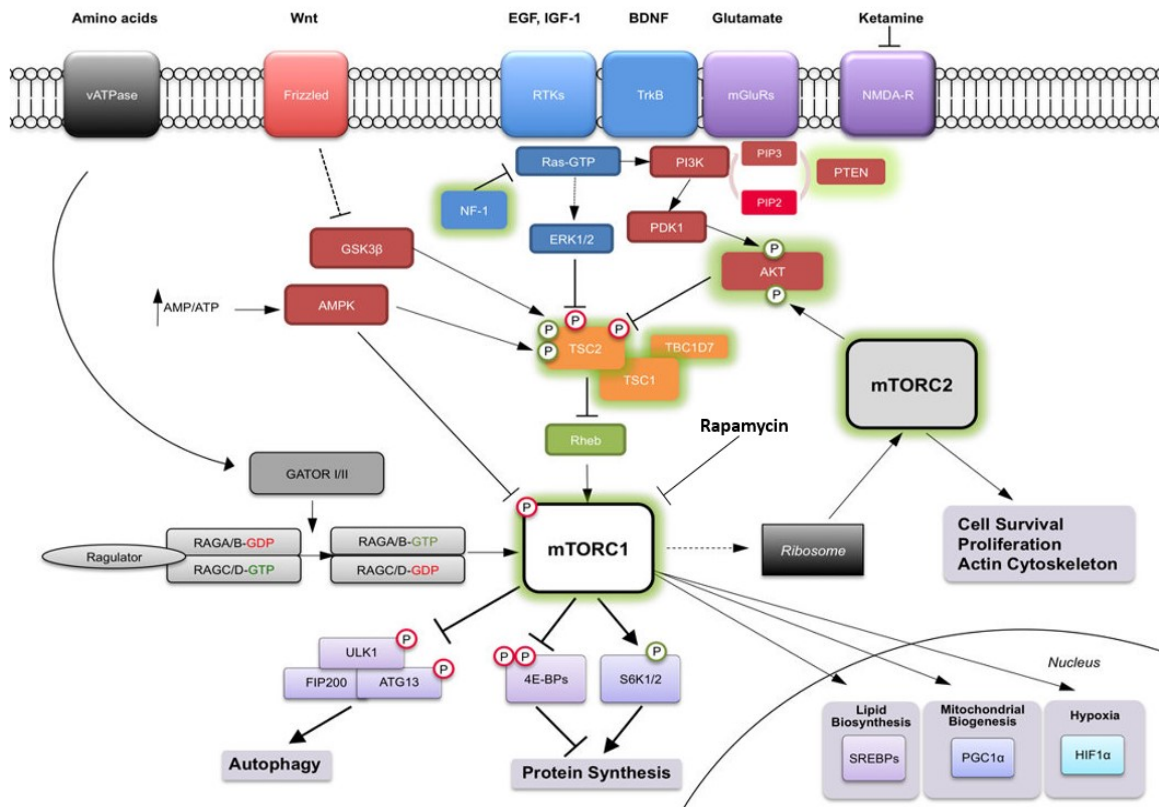 Amino acids
Wnt
EGF, IGF-1
BDNF
Glutamate
Ketamine
vATPase
Frizzled
RTKs
TrkB
mGluRs
NMDA-R
Ras-GTP
PI3K
PIP3
PTEN
NF-1
PIP2
PDK1
GSK3β
ERK1/2
P
AKT
P
AMP/ATP
AMPK
P
P
P
P
TSC2
TBC1D7
TSC1
mTORC2
Rheb
Rapamycin
GATOR I/II
P
mTORC1
Ragulator
RAGA/B-GDP
RAGC/D-GTP
RAGA/B-GTP
RAGC/D-GDP
Ribosome
Cell Survival
Proliferation
Actin Cytoskeleton
ULK1
P
FIP200
ATG13
P
P
P
4E-BPs
P
S6K1/2
Nucleus
Autophagy
Protein Synthesis
Lipid
Biosynthesis
SREBPs
Mitochondrial
Biogenesis
PGC1α
Hypoxia
HIF1α